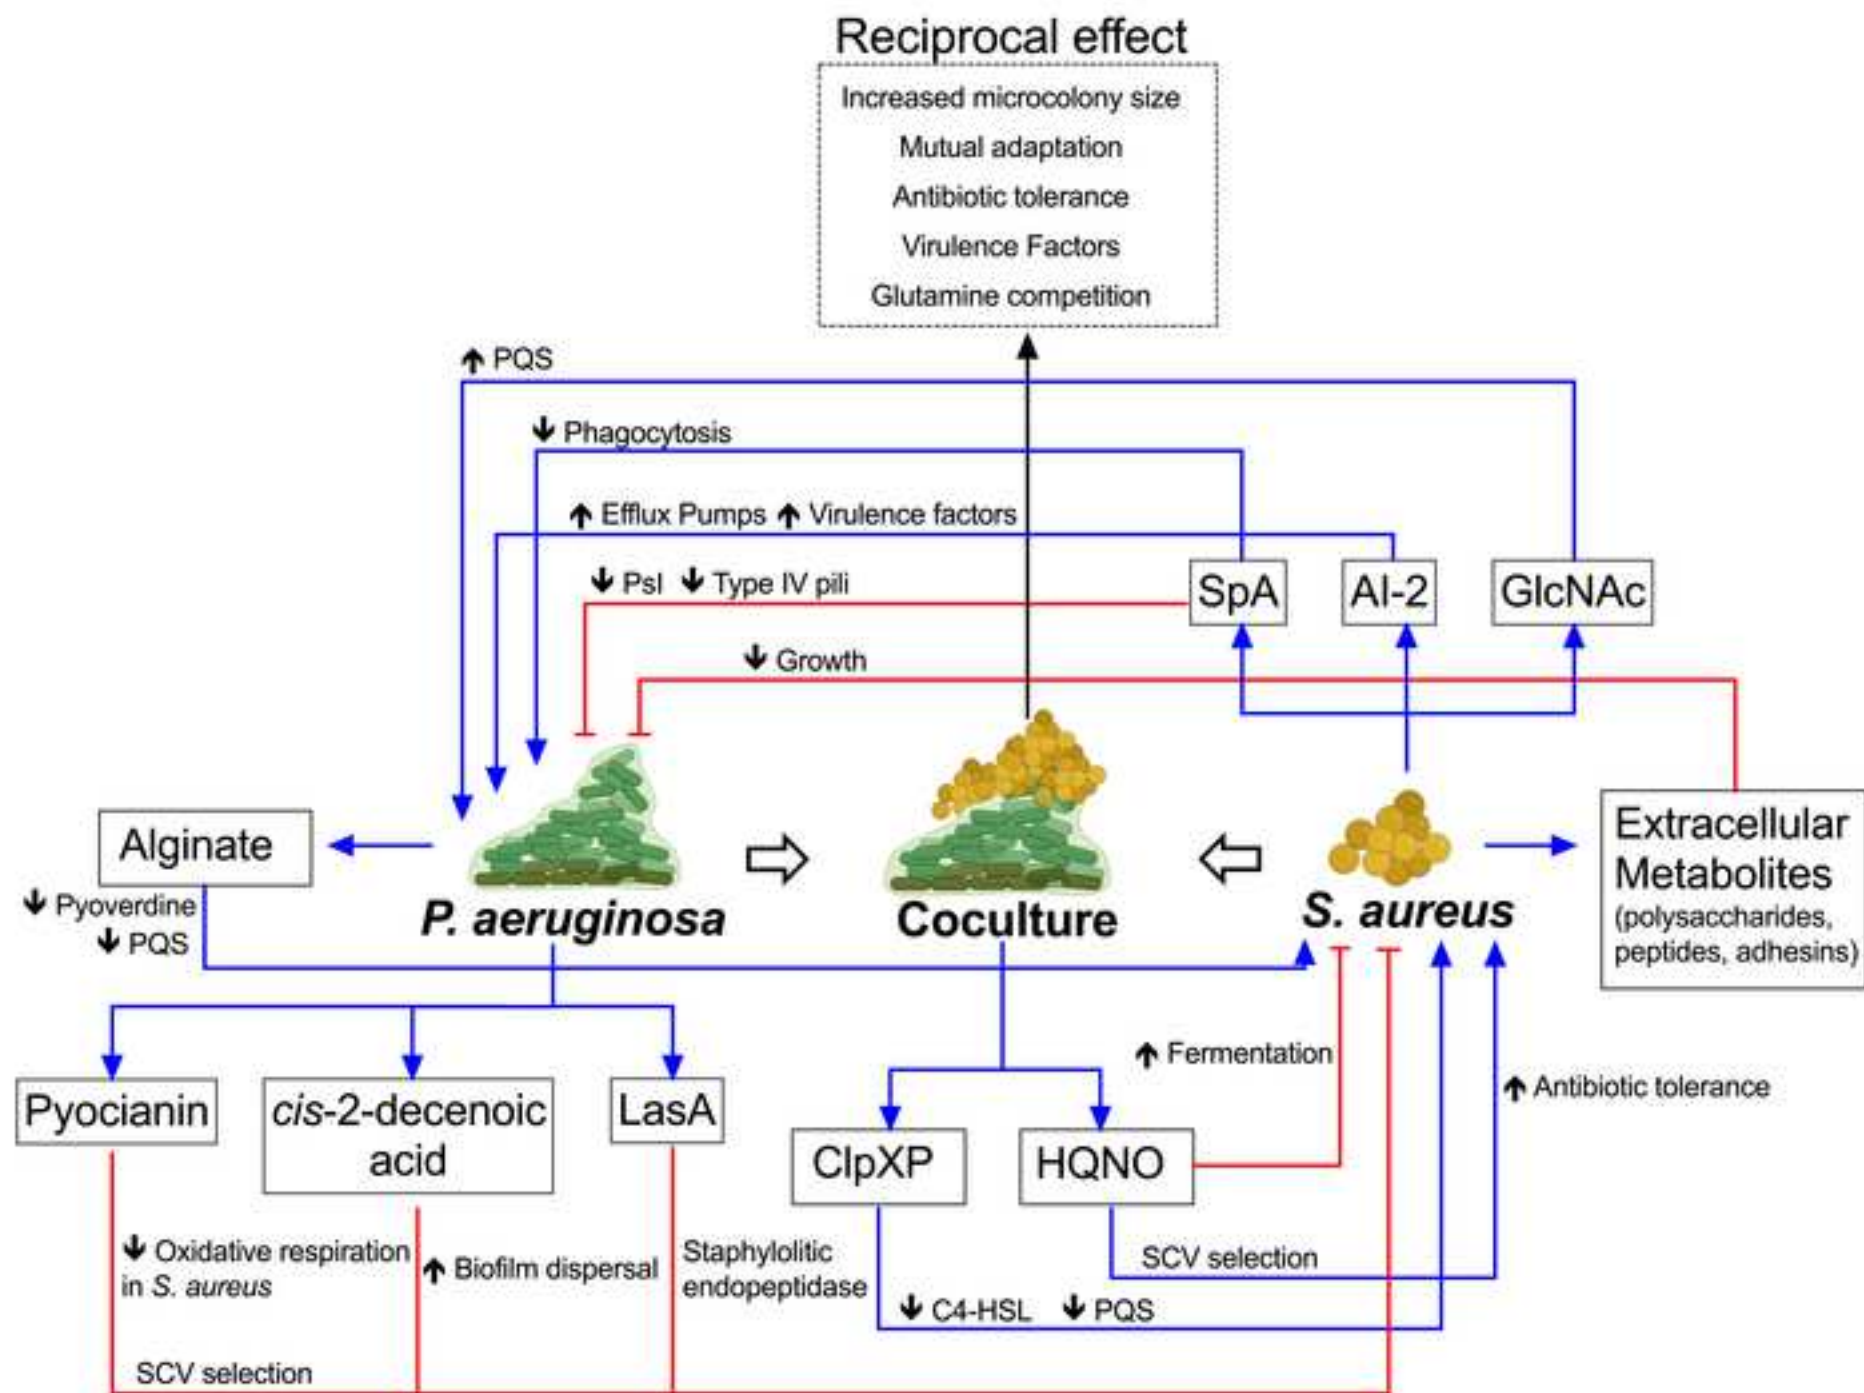 Reciprocal effect
Increased microcolony size
Mutual adaptation
Antibiotic tolerance
Virulence Factors
Glutamine competition
↑ PQS
↓ Phagocytosis
↑ Efflux Pumps ↑ Virulence factors
↓ Psl ↓ Type IV pili
SpA
AI-2
GlcNAc
↓ Growth
Alginate
P. aeruginosa
Coculture
S. aureus
Extracellular
Metabolites
(polysaccharides,
peptides, adhesins)
↓ Pyoverdine
↓ PQS
Pyocianin
cis-2-decenoic
acid
LasA
ClpXP
HQNO
↑ Fermentation
↑ Antibiotic tolerance
↓ Oxidative respiration
in S. aureus
↑ Biofilm dispersal
Staphylolitic
endopeptidase
SCV selection
↓ C4-HSL ↓ PQS
SCV selection